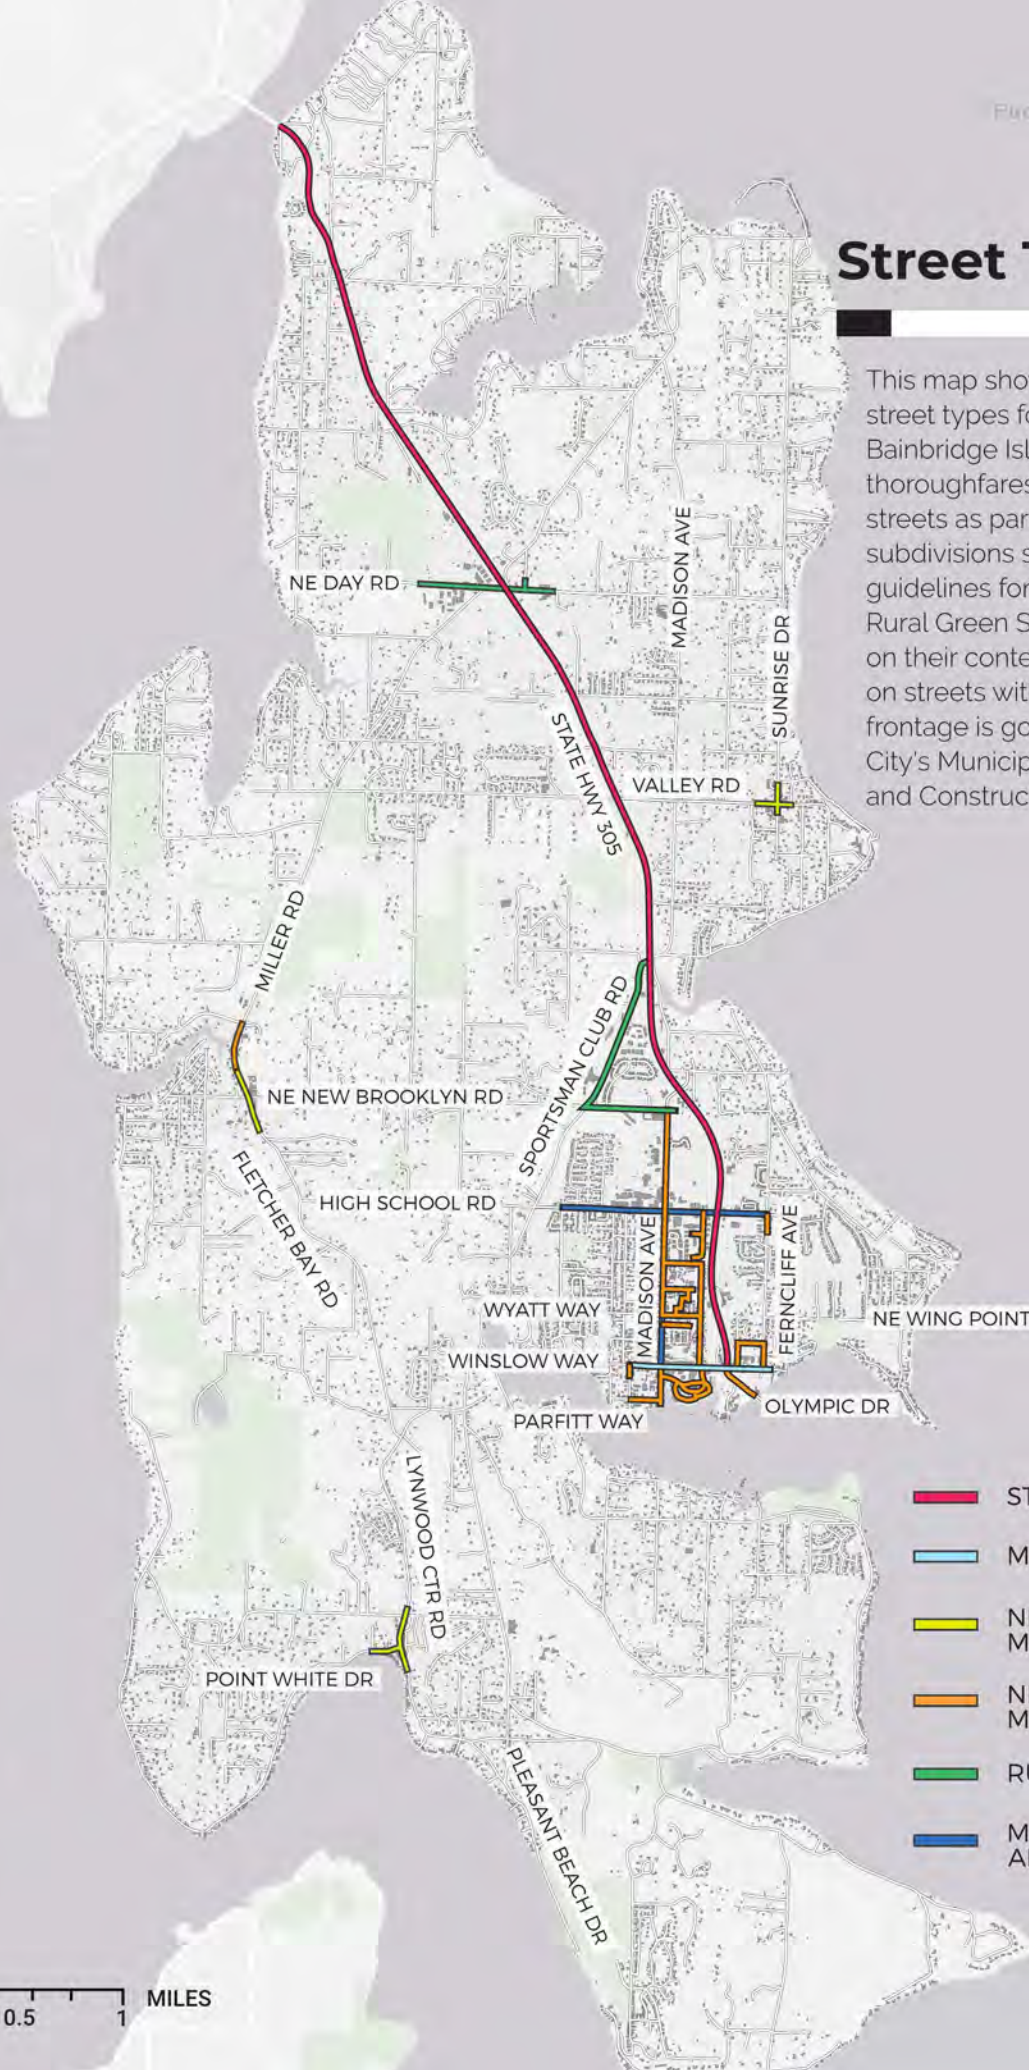 Street
This map sho
street types fo
Bainbridge Isl
thoroughfares
streets as par
subdivisions s
guidelines for
Rural Green S
on their conte
on streets wit
frontage is go
City's Municip
and Construc
NE DAY RD
MADISON AVE
SUNRISE DR
STATE HWY 305
VALLEY RD
MILLER RD
SPORTSMAN CLUB RD
NE NEW BROOKLYN RD
FLETCHER BAY RD
HIGH SCHOOL RD
MADISON AVE
FERNCLIFF AVE
WYATT WAY
NE WING POINT
WINSLOW WAY
OLYMPIC DR
PARFITT WAY
LYNWOOD CTR RD
POINT WHITE DR
PLEASANT BEACH DR
ST
M
N
M
N
M
RU
M
A
0.5 1 MILES